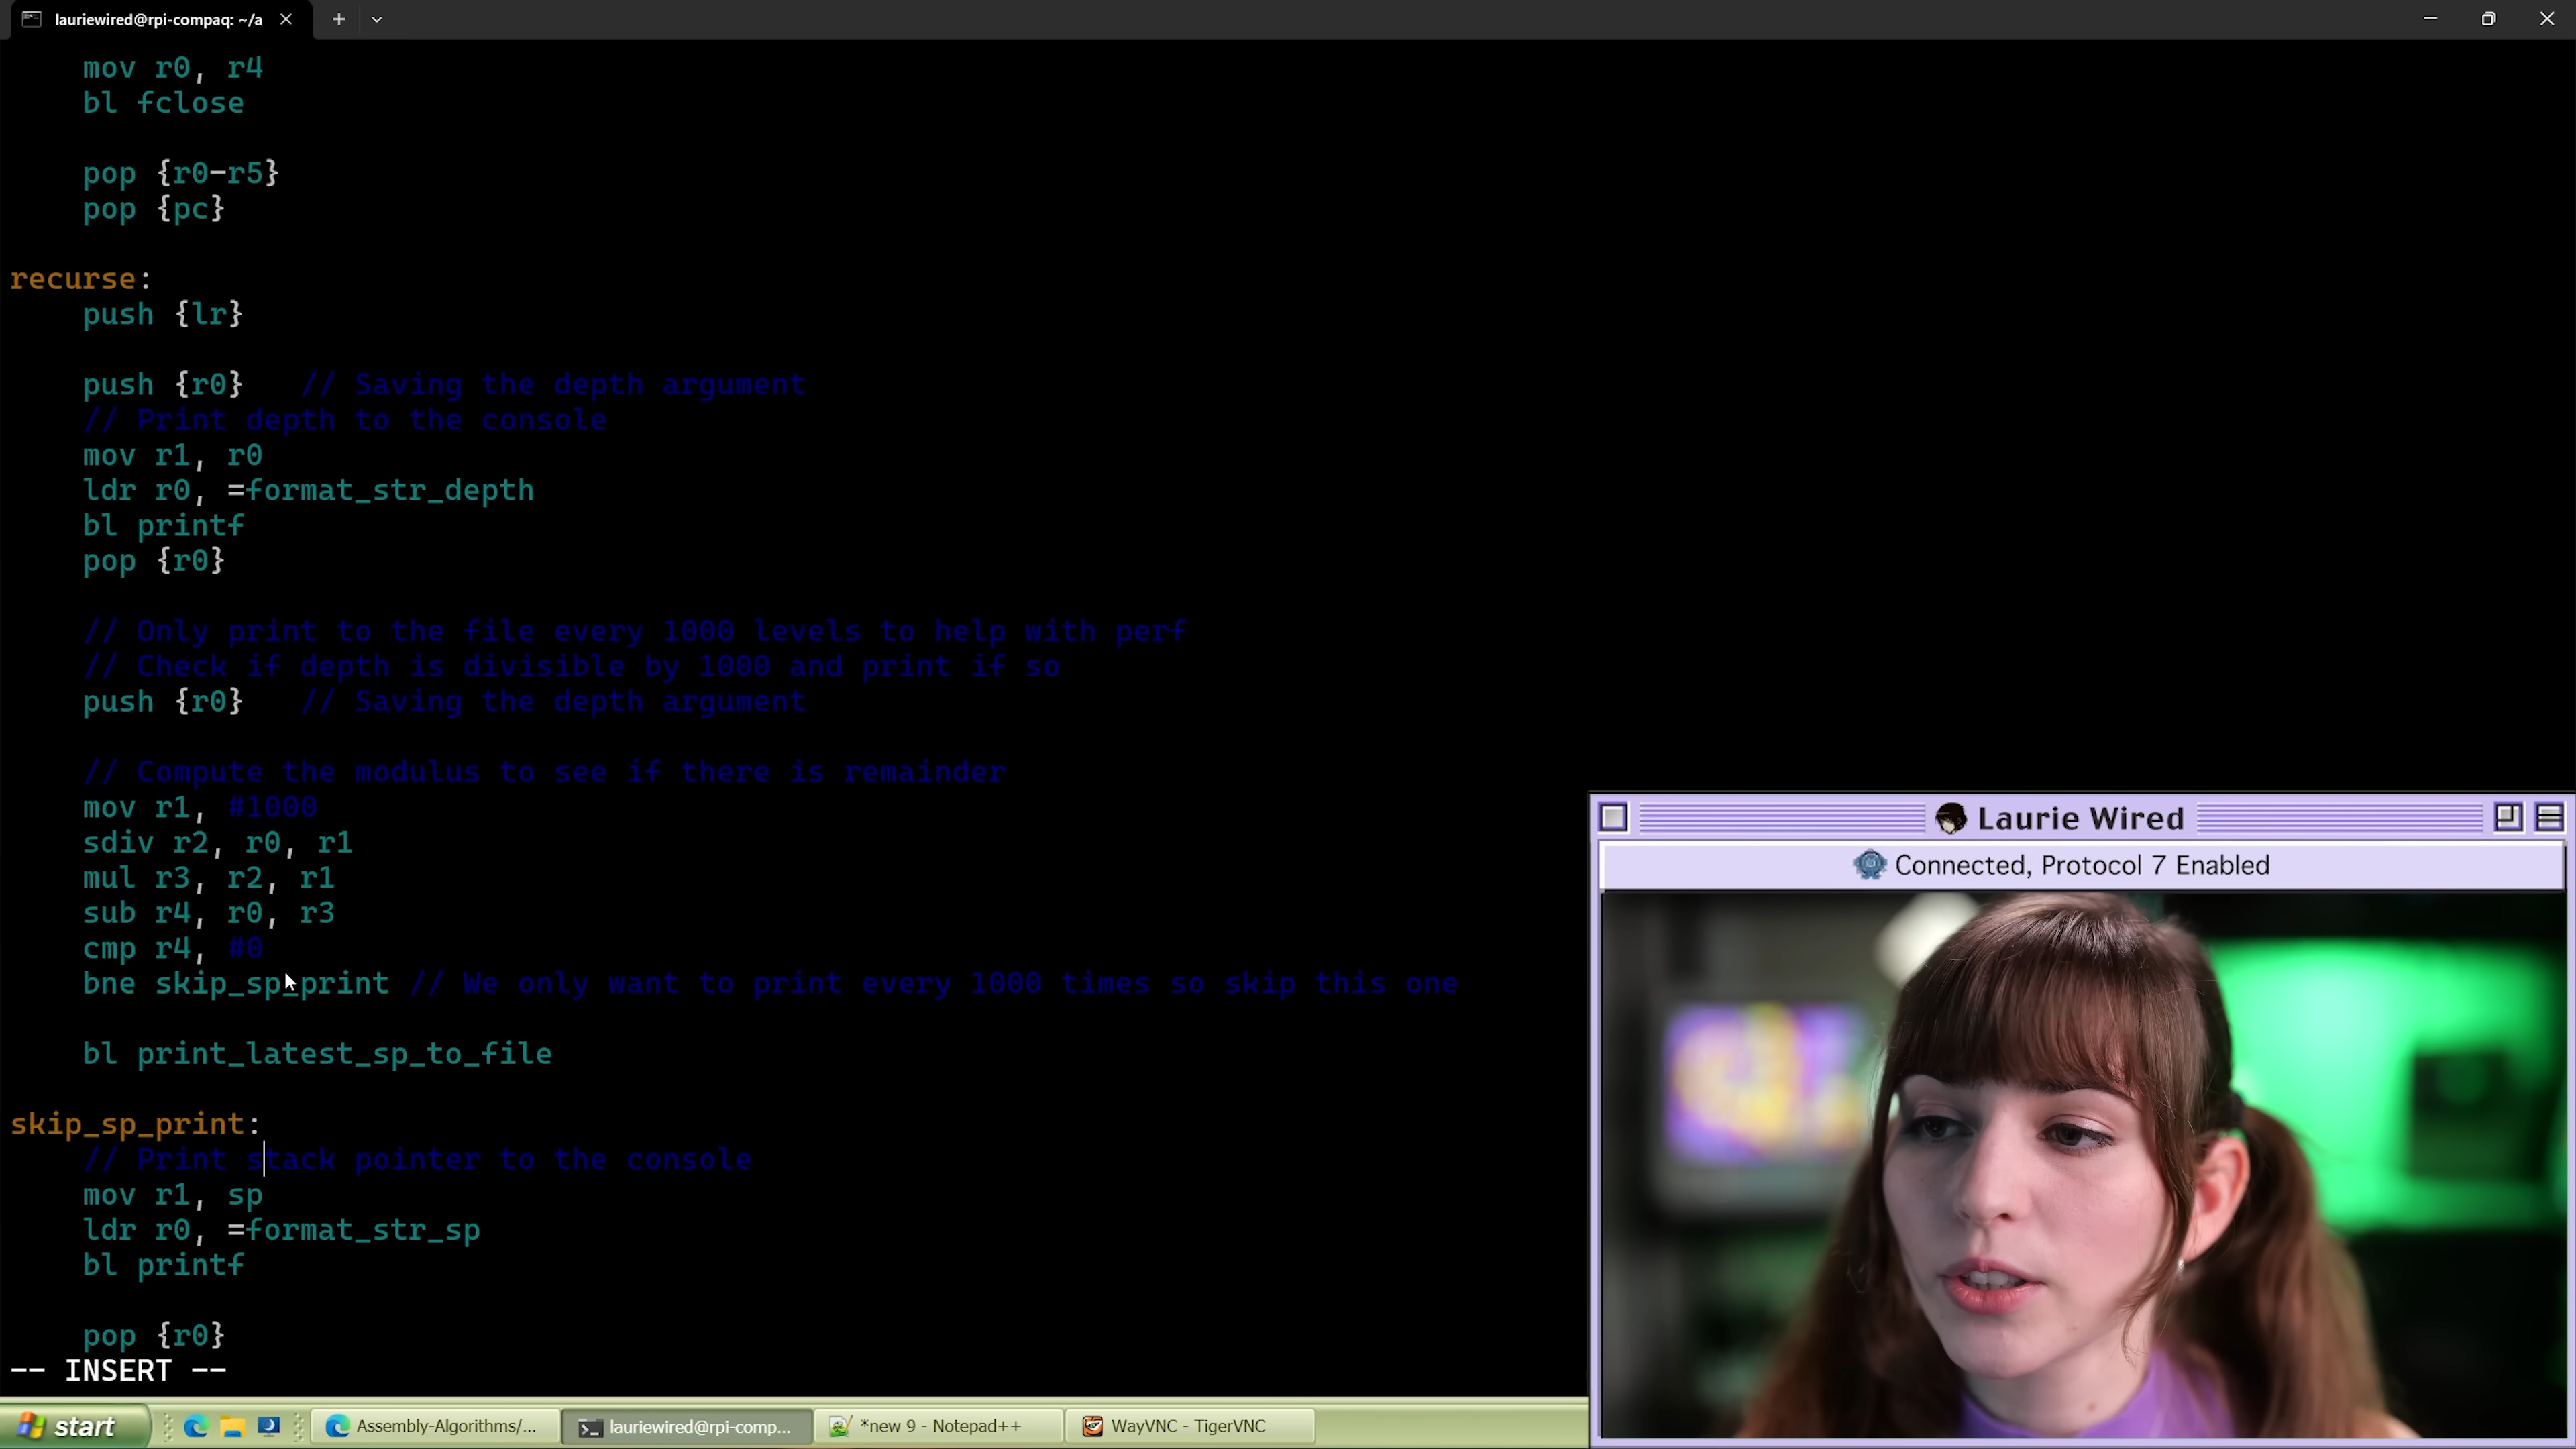 lauriewired@rpi-compaq: ~/a
mov r0, r4
bl fclose
pop {r0-r5}
pop {pc}
recurse:
push {lr}
push {r0} // Saving the depth argument
// Print depth to the console
mov r1, r0
ldr r0, =format_str_depth
bl printf
pop {r0}
// Only print to the file every 1000 levels to help with perf
// Check if depth is divisible by 1000 and print if so
push {r0} // Saving the depth argument
// Compute the modulus to see if there is remainder
mov r1, #1000
sdiv r2, r0, r1
mul r3, r2, r1
sub r4, r0, r3
cmp r4, #0
bne skip_sp_print // We only want to print every 1000 times so skip this one
bl print_latest_sp_to_file
skip_sp_print:
// Print stack pointer to the console
mov r1, sp
ldr r0, =format_str_sp
bl printf
pop {r0}
-- INSERT --
Laurie Wired
Connected, Protocol 7 Enabled
start
Assembly-Algorithms/...
lauriewired@rpi-comp...
*new 9 - Notepad++
WayVNC - TigerVNC